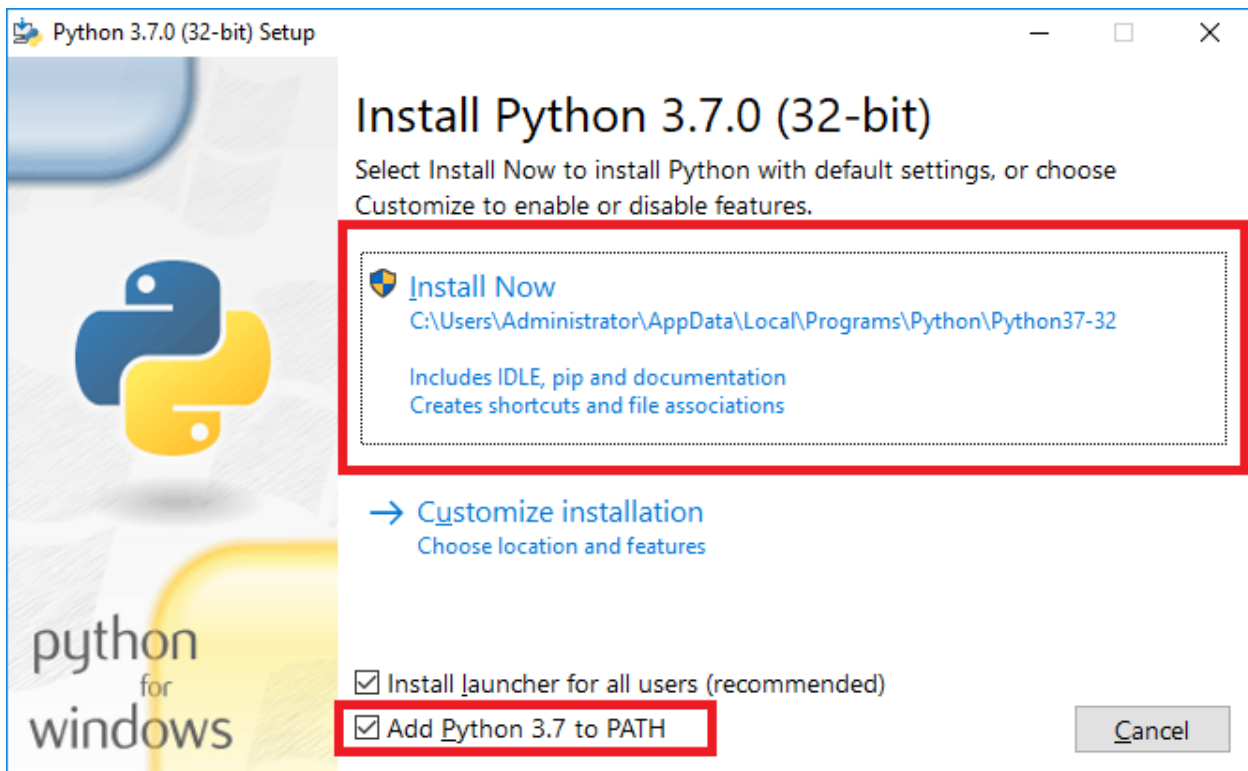 Python 3.7.0 (32-bit) Setup
Install Python 3.7.0 (32-bit)
Select Install Now to install Python with default settings, or choose
Customize to enable or disable features.
Install Now
C:\Users\Administrator\AppData\Local\Programs\Python\Python37-32
Includes IDLE, pip and documentation
Creates shortcuts and file associations
Customize installation
Choose location and features
python
for
windows
Install launcher for all users (recommended)
Add Python 3.7 to PATH
Cancel